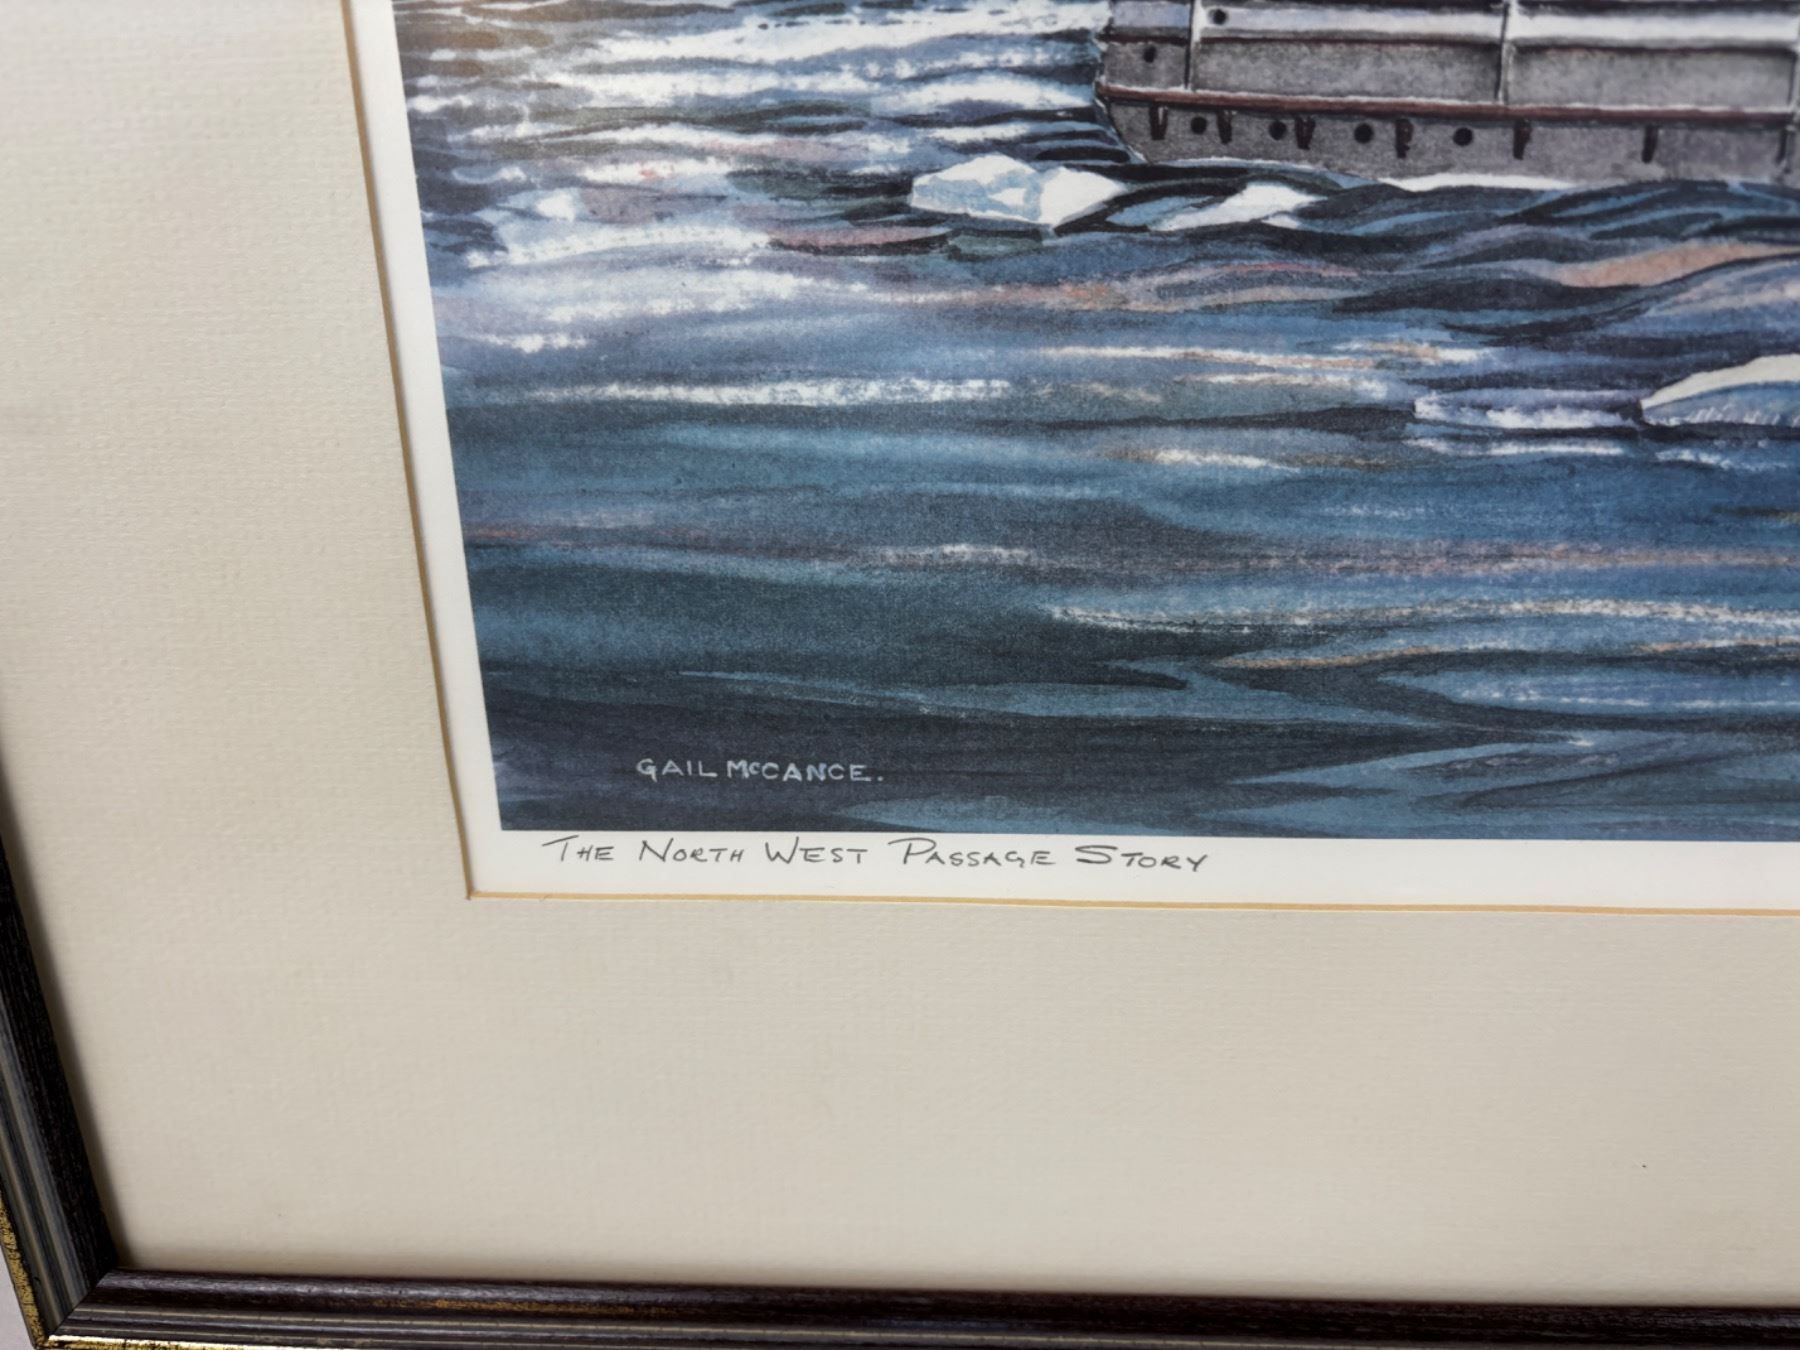 GAIL McCANCE.
THE NORTH WEST PASSAGE STORY